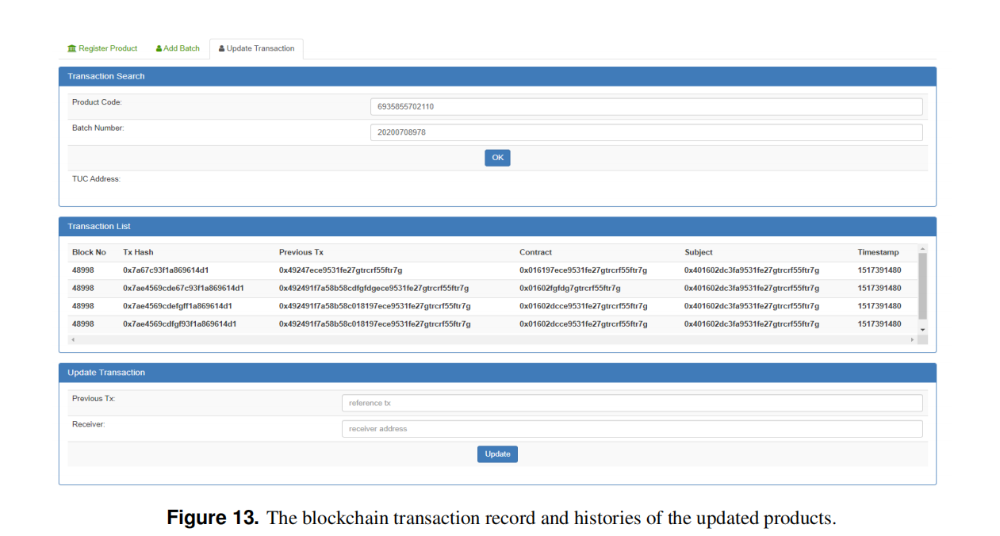 Register Product Add Batch Update Transaction
Transaction Search
Product Code: 6935855702110
Batch Number: 20200708978
OK
TUC Address:
Transaction List
Block No Tx Hash Previous Tx Contract Subject Timestamp
48998 0x7a67c93f1a869614d1 0x49247ece9531fe27gtrcrf55ftr7g 0x016197ece9531fe27gtrcrf55ftr7g 0x401602dc3fa9531fe27gtrcrf55ftr7g 1517391480
48998 0x7ae4569cde67c93f1a869614d1 0x492491f7a58b58cdfgfdgece9531fe27gtrcrf55ftr7g 0x01602fgfdg7gtrcrf55ftr7g 0x401602dc3fa9531fe27gtrcrf55ftr7g 1517391480
48998 0x7ae4569cdefgff1a869614d1 0x492491f7a58b58c018197ece9531fe27gtrcrf55ftr7g 0x01602dcce9531fe27gtrcrf55ftr7g 0x401602dc3fa9531fe27gtrcrf55ftr7g 1517391480
48998 0x7ae4569cdfgf93f1a869614d1 0x492491f7a58b58c018197ece9531fe27gtrcrf55ftr7g 0x01602dcce9531fe27gtrcrf55ftr7g 0x401602dc3fa9531fe27gtrcrf55ftr7g 1517391480
Update Transaction
Previous Tx: reference tx
Receiver: receiver address
Update
Figure 13. The blockchain transaction record and histories of the updated products.